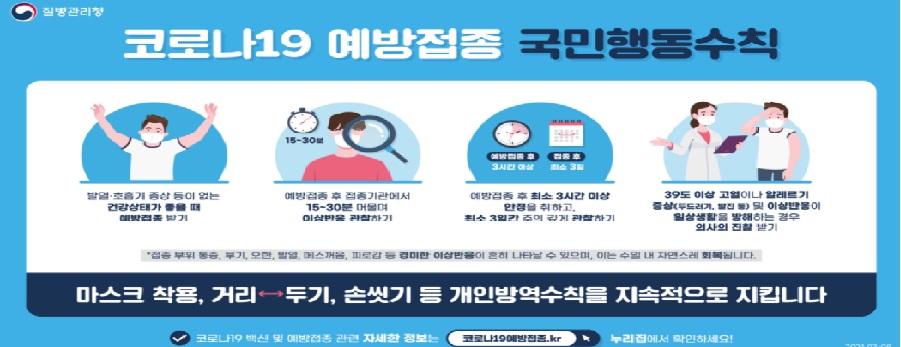 질병관리청
코로나19 예방접종 국민행동수칙
15~30분
예방접종 후
3시간 이상
접종 후
최소 3일
발열·호흡기 증상 등이 없는
건강상태가 좋을 때
예방접종 받기
예방접종 후 접종기관에서
15~30분 머물며
이상반응 관찰하기
예방접종 후 최소 3시간 이상
안정을 취하고,
최소 3일간 주의 깊게 관찰하기
39도 이상 고열이나 알레르기
증상(두드러기, 발진 등) 및 이상반응이
일상생활을 방해하는 경우
의사의 진찰 받기
*접종 부위 통증, 부기, 오한, 발열, 메스꺼움, 피로감 등 경미한 이상반응이 흔히 나타날 수 있으며, 이는 수일 내 자연스레 회복됩니다.
마스크 착용, 거리↔두기, 손씻기 등 개인방역수칙을 지속적으로 지킵니다
코로나19 백신 및 예방접종 관련 자세한 정보는 코로나19예방접종.kr 누리집에서 확인하세요!